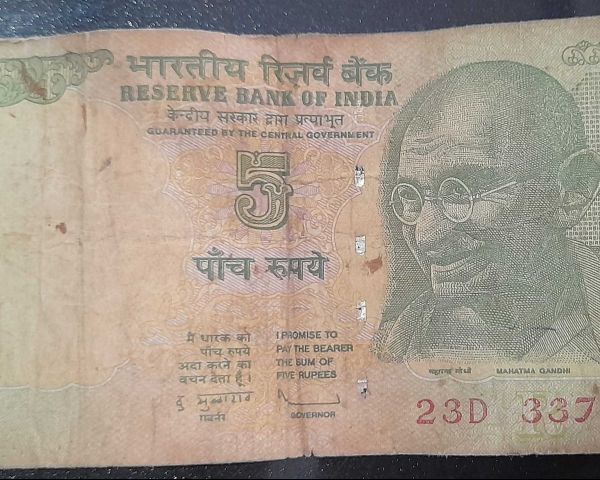 भारतीय रिज़र्व बैंक
RESERVE BANK OF INDIA
केन्द्रीय सरकार द्वारा प्रत्याभूत
GUARANTEED BY THE CENTRAL GOVERNMENT
5
पाँच रुपये
मैं धारक को
पाँच रुपये
अदा करने का
वचन देता हूँ।
गवर्नर
I PROMISE TO
PAY THE BEARER
THE SUM OF
FIVE RUPEES
GOVERNOR
महात्मा गांधी MAHATMA GANDHI
23D 337